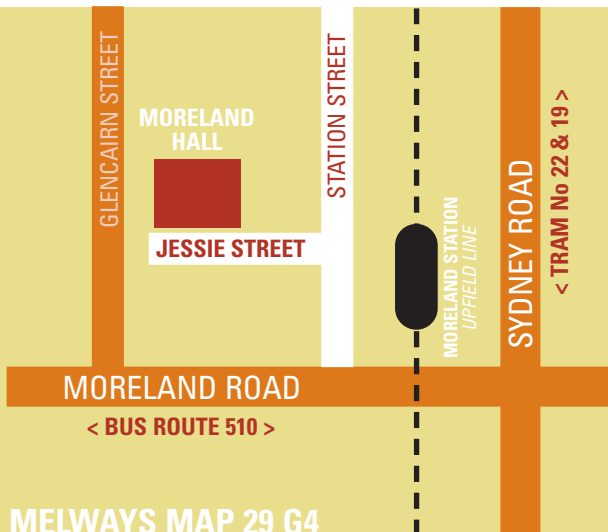 GLENCAIRN STREET
MORELAND
HALL
STATION STREET
JESSIE STREET
MORELAND STATION
UPFIELD LINE
SYDNEY ROAD
< TRAM No 22 & 19 >
MORELAND ROAD
< BUS ROUTE 510 >
MELWAYS MAP 29 G4